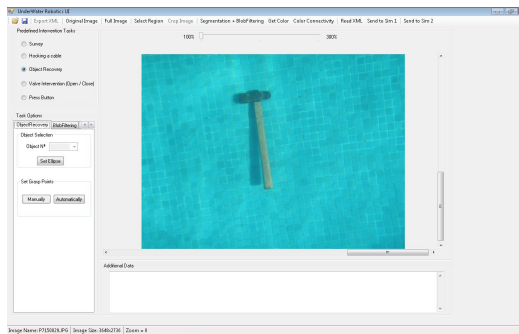 UnderWater Robotics UI
Export XML | Original Image | Full Image | Select Region Crop Image | Segmentation + BlobFiltering Get Color Color Connectivity | Read XML Send to Sim 1 | Send to Sim 2
Predefined Intervention Tasks
Survey
Hooking a cable
Object Recovery
Valve Intervention (Open / Close)
Press Button
100%
300%
Task Options
ObjectRecovery BlobFiltering
Object Selection
Object Nº
Set Ellipse
Set Grasp Points
Manually Automatically
Additional Data
Image Name: P7150829.JPG Image Size: 3648x2736 Zoom = 0